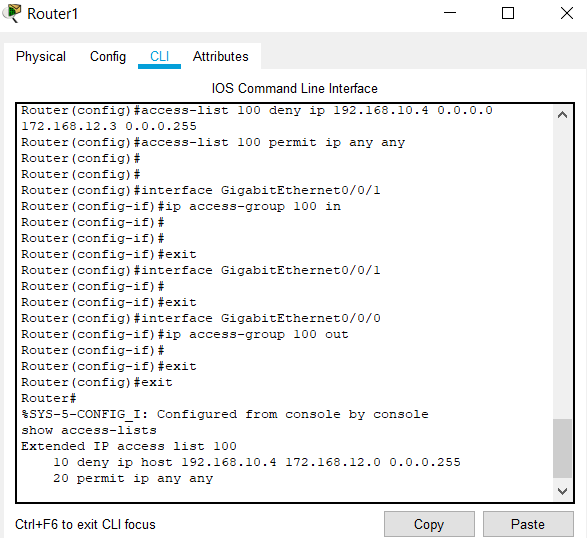 Router1
Physical Config CLI Attributes
IOS Command Line Interface
Router(config)#access-list 100 deny ip 192.168.10.4 0.0.0.0
172.168.12.3 0.0.0.255
Router(config)#access-list 100 permit ip any any
Router(config)#
Router(config)#
Router(config)#interface GigabitEthernet0/0/1
Router(config-if)#ip access-group 100 in
Router(config-if)#
Router(config-if)#
Router(config-if)#exit
Router(config)#interface GigabitEthernet0/0/1
Router(config-if)#
Router(config-if)#exit
Router(config)#interface GigabitEthernet0/0/0
Router(config-if)#ip access-group 100 out
Router(config-if)#
Router(config-if)#exit
Router(config)#exit
Router#
%SYS-5-CONFIG_I: Configured from console by console
show access-lists
Extended IP access list 100
    10 deny ip host 192.168.10.4 172.168.12.0 0.0.0.255
    20 permit ip any any
Ctrl+F6 to exit CLI focus
Copy Paste